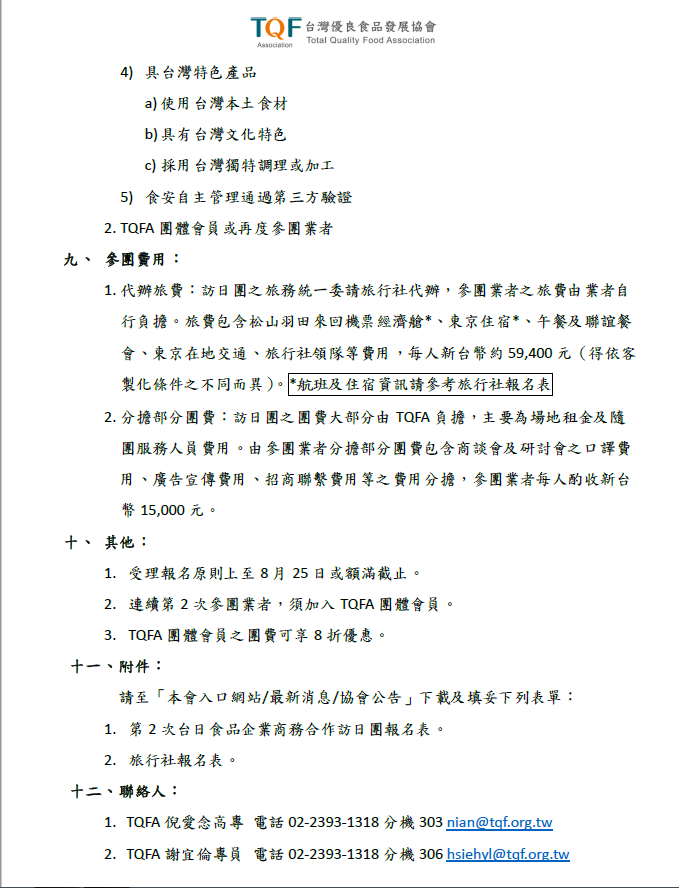 TQF 台灣優良食品發展協會
Association Total Quality Food Association
4) 具台灣特色產品
a) 使用台灣本土食材
b) 具有台灣文化特色
c) 採用台灣獨特調理或加工
5) 食安自主管理通過第三方驗證
2. TQFA 團體會員或再度參團業者
九、 參團費用：
1. 代辦旅費：訪日團之旅務統一委請旅行社代辦，參團業者之旅費由業者自
行負擔。旅費包含松山羽田來回機票經濟艙*、東京住宿*、午餐及聯誼餐
會、東京在地交通、旅行社領隊等費用，每人新台幣約 59,400 元（得依客
製化條件之不同而異）。*航班及住宿資訊請參考旅行社報名表
2. 分擔部分團費：訪日團之團費大部分由 TQFA 負擔，主要為場地租金及隨
團服務人員費用。由參團業者分擔部分團費包含商談會及研討會之口譯費
用、廣告宣傳費用、招商聯繫費用等之費用分擔，參團業者每人酌收新台
幣 15,000 元。
十、 其他：
1. 受理報名原則上至 8 月 25 日或額滿截止。
2. 連續第 2 次參團業者，須加入 TQFA 團體會員。
3. TQFA 團體會員之團費可享 8 折優惠。
十一、附件：
請至「本會入口網站/最新消息/協會公告」下載及填妥下列表單：
1. 第 2 次台日食品企業商務合作訪日團報名表。
2. 旅行社報名表。
十二、聯絡人：
1. TQFA 倪愛念高專 電話 02-2393-1318 分機 303 nian@tqf.org.tw
2. TQFA 謝宜倫專員 電話 02-2393-1318 分機 306 hsiehyl@tqf.org.tw